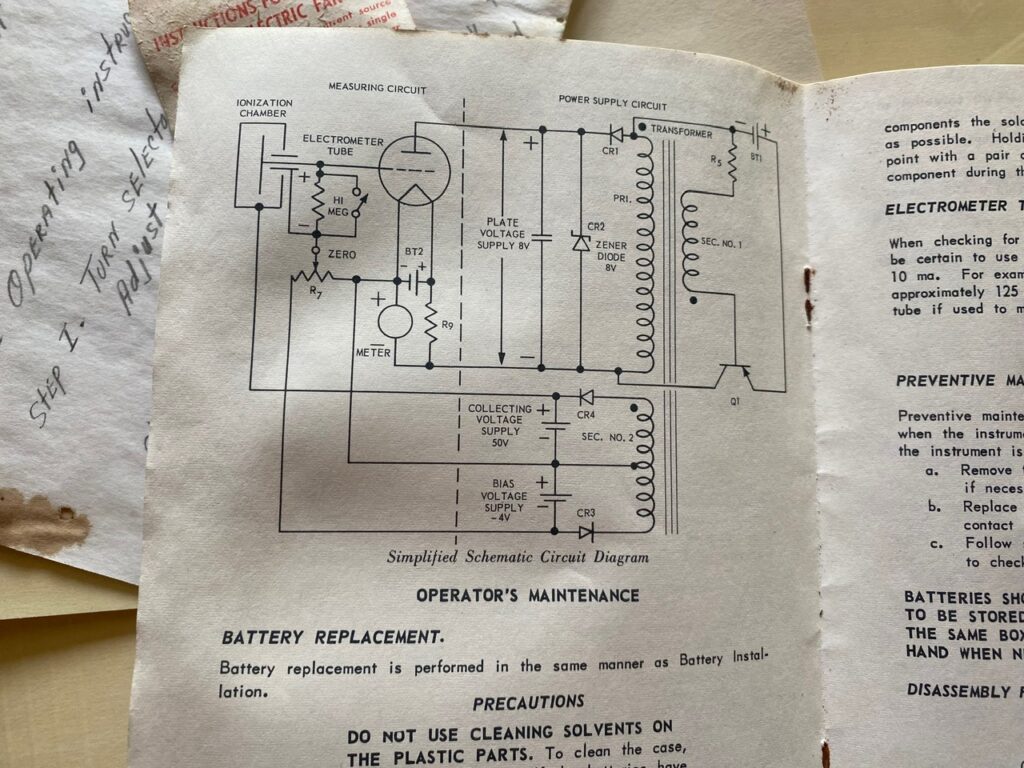 INSTRUCTIONS FO
ECTRIC FAN
rent source
single
OPERATING instru
STEP I. TURN SELECTO
Adjust
MEASURING CIRCUIT
POWER SUPPLY CIRCUIT
IONIZATION
CHAMBER
ELECTROMETER
TUBE
TRANSFORMER
CR1
R5
BT1
+
HI
MEG
-
PRI.
PLATE
VOLTAGE
SUPPLY 8V
CR2
ZENER
DIODE
8V
SEC. NO. 1
ZERO
BT2
R7
R9
METER
Q1
COLLECTING
VOLTAGE
SUPPLY
50V
CR4
SEC. NO. 2
BIAS
VOLTAGE
SUPPLY
-4V
CR3
Simplified Schematic Circuit Diagram
OPERATOR'S MAINTENANCE
BATTERY REPLACEMENT.
Battery replacement is performed in the same manner as Battery Instal-
lation.
PRECAUTIONS
DO NOT USE CLEANING SOLVENTS ON
THE PLASTIC PARTS. To clean the case,
components the sold
as possible. Holdi
point with a pair o
component during th
ELECTROMETER T
When checking for
be certain to use
10 ma. For exam
approximately 125
tube if used to m
PREVENTIVE MA
Preventive mainte
when the instrume
the instrument is
a. Remove
if neces
b. Replace
contact
c. Follow
to check
BATTERIES SHO
TO BE STORED
THE SAME BOX
HAND WHEN N
DISASSEMBLY